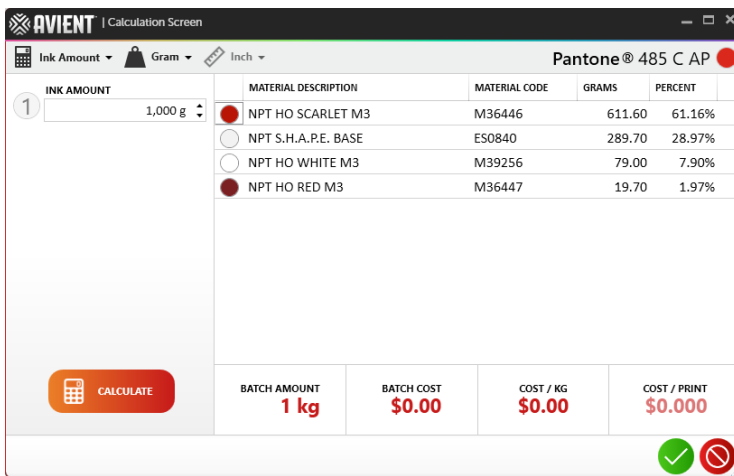 AVIENT | Calculation Screen
Ink Amount Gram Inch Pantone® 485 C AP
INK AMOUNT
1 1,000 g
MATERIAL DESCRIPTION MATERIAL CODE GRAMS PERCENT
NPT HO SCARLET M3 M36446 611.60 61.16%
NPT S.H.A.P.E. BASE ES0840 289.70 28.97%
NPT HO WHITE M3 M39256 79.00 7.90%
NPT HO RED M3 M36447 19.70 1.97%
CALCULATE
BATCH AMOUNT BATCH COST COST / KG COST / PRINT
1 kg $0.00 $0.00 $0.000